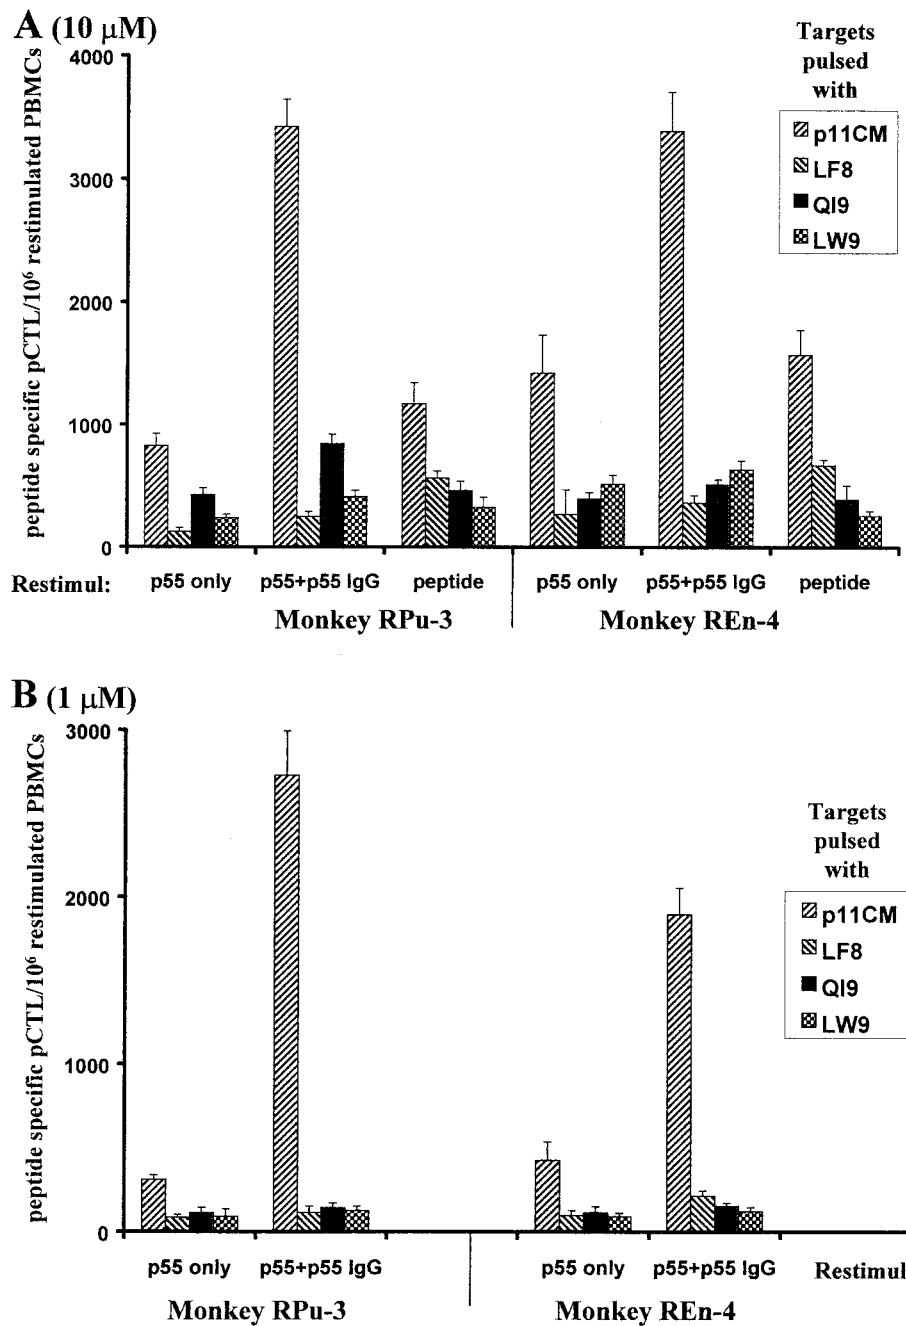 A (10 μM)
peptide specific pCTL/10⁶ restimulated PBMCs
4000
3000
2000
1000
0
Targets
pulsed
with
p11CM
LF8
QI9
LW9
Restimul: p55 only p55+p55 IgG peptide p55 only p55+p55 IgG peptide
Monkey RPu-3 Monkey REn-4
B (1 μM)
peptide specific pCTL/10⁶ restimulated PBMCs
3000
2000
1000
0
Targets
pulsed
with
p11CM
LF8
QI9
LW9
p55 only p55+p55 IgG p55 only p55+p55 IgG Restimul
Monkey RPu-3 Monkey REn-4